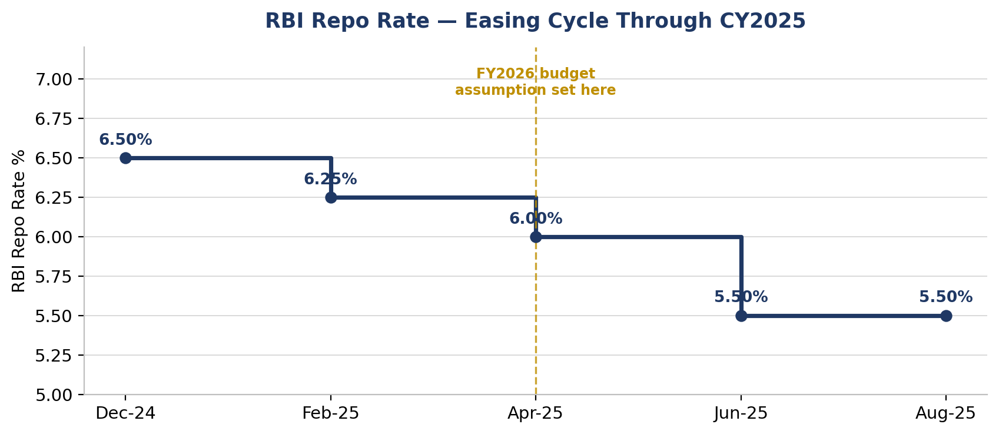 RBI Repo Rate — Easing Cycle Through CY2025
FY2026 budget
assumption set here
RBI Repo Rate %
7.00
6.75
6.50
6.25
6.00
5.75
5.50
5.25
5.00
6.50%
6.25%
6.00%
5.50%
5.50%
Dec-24
Feb-25
Apr-25
Jun-25
Aug-25